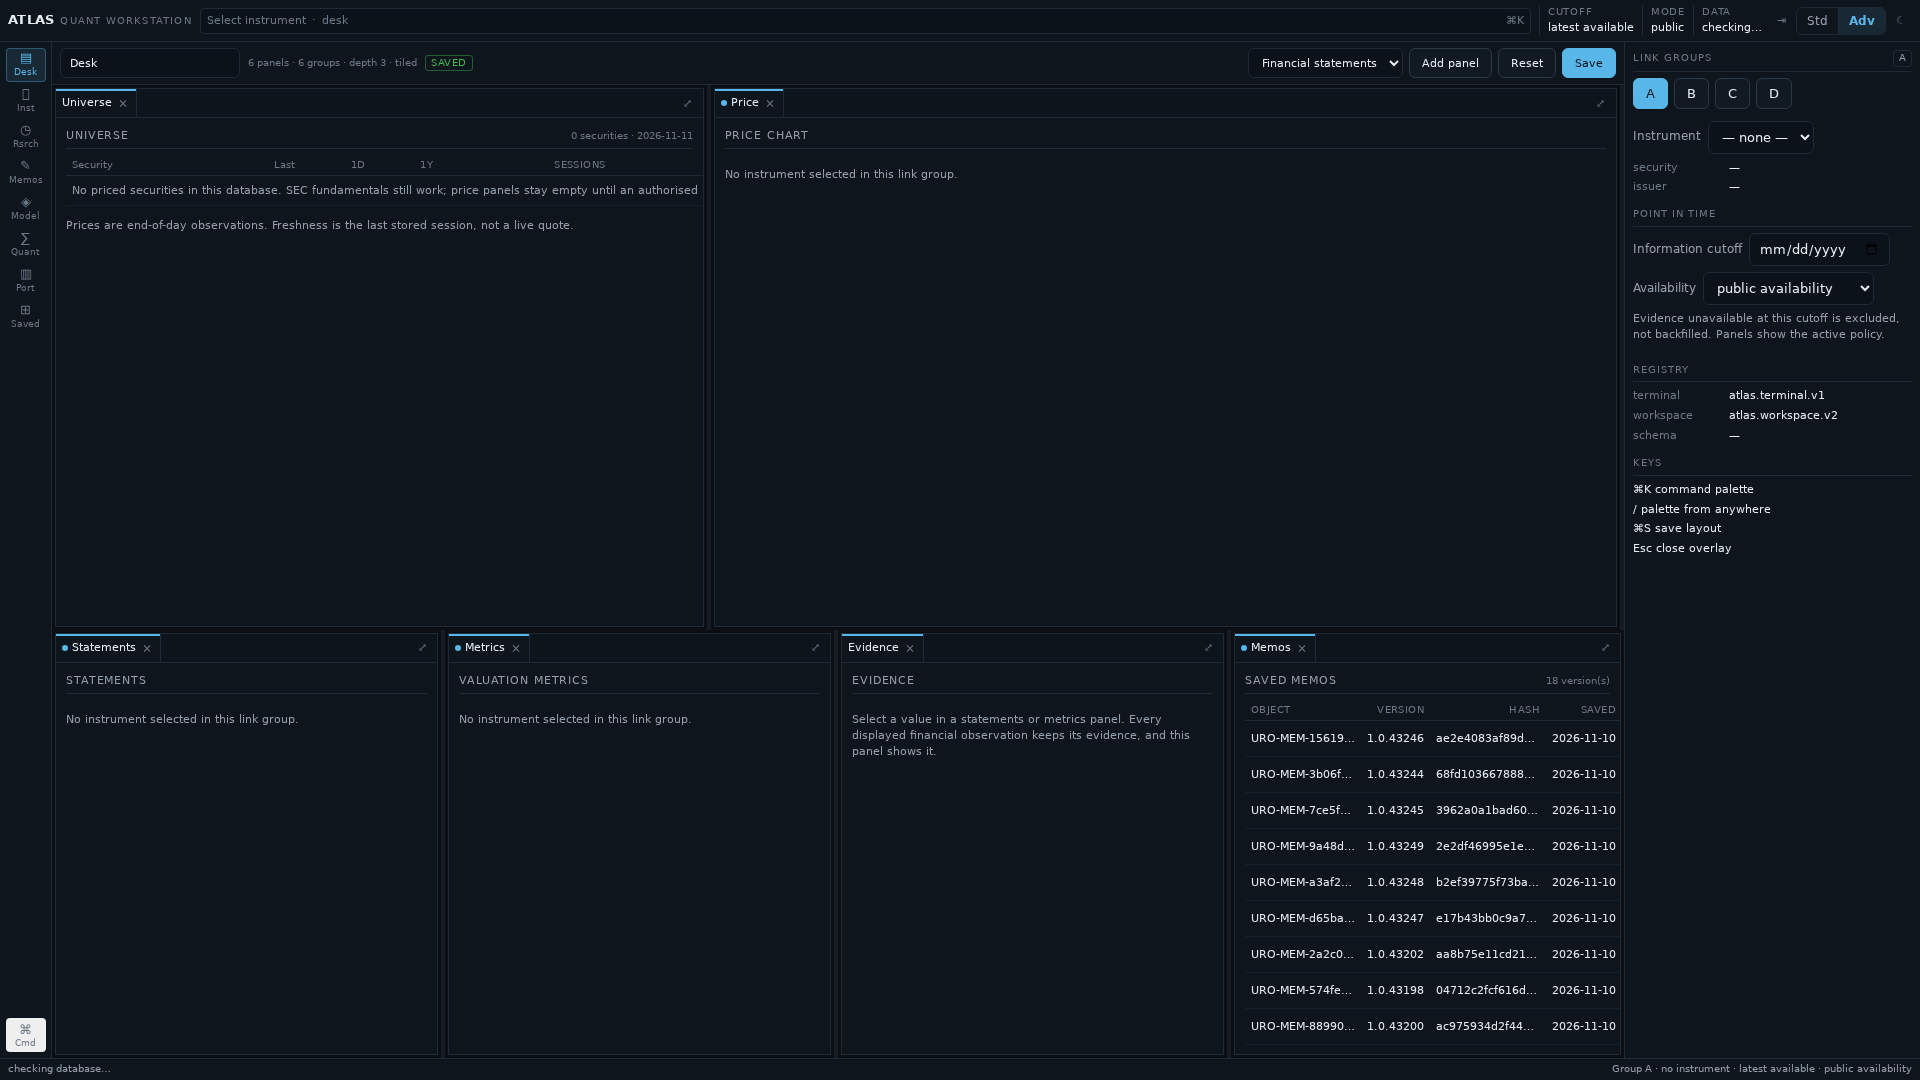 ATLAS QUANT WORKSTATION
Select instrument · desk
⌘K
CUTOFF
latest available
MODE
public
DATA
checking...
Std
Adv
Desk
Inst
Rsrch
Memos
Model
Quant
Port
Saved
Cmd
Desk
6 panels · 6 groups · depth 3 · tiled
SAVED
Financial statements
Add panel
Reset
Save
Universe ×
UNIVERSE
0 securities · 2026-11-11
Security Last 1D 1Y SESSIONS
No priced securities in this database. SEC fundamentals still work; price panels stay empty until an authorised
Prices are end-of-day observations. Freshness is the last stored session, not a live quote.
Price ×
PRICE CHART
No instrument selected in this link group.
Statements ×
STATEMENTS
No instrument selected in this link group.
Metrics ×
VALUATION METRICS
No instrument selected in this link group.
Evidence ×
EVIDENCE
Select a value in a statements or metrics panel. Every
displayed financial observation keeps its evidence, and this
panel shows it.
Memos ×
SAVED MEMOS
18 version(s)
OBJECT VERSION HASH SAVED
URO-MEM-15619... 1.0.43246 ae2e4083af89d... 2026-11-10
URO-MEM-3b06f... 1.0.43244 68fd103667888... 2026-11-10
URO-MEM-7ce5f... 1.0.43245 3962a0a1bad60... 2026-11-10
URO-MEM-9a48d... 1.0.43249 2e2df46995e1e... 2026-11-10
URO-MEM-a3af2... 1.0.43248 b2ef39775f73ba... 2026-11-10
URO-MEM-d65ba... 1.0.43247 e17b43bb0c9a7... 2026-11-10
URO-MEM-2a2c0... 1.0.43202 aa8b75e11cd21... 2026-11-10
URO-MEM-574fe... 1.0.43198 04712c2fcf616d... 2026-11-10
URO-MEM-88990... 1.0.43200 ac975934d2f44... 2026-11-10
LINK GROUPS
A
A B C D
Instrument — none —
security —
issuer —
POINT IN TIME
Information cutoff mm/dd/yyyy
Availability public availability
Evidence unavailable at this cutoff is excluded,
not backfilled. Panels show the active policy.
REGISTRY
terminal atlas.terminal.v1
workspace atlas.workspace.v2
schema —
KEYS
⌘K command palette
/ palette from anywhere
⌘S save layout
Esc close overlay
checking database...
Group A · no instrument · latest available · public availability